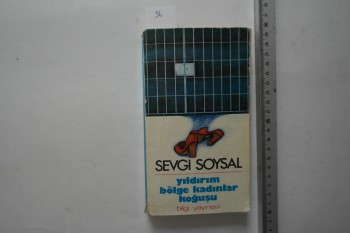 SEVGİ SOYSAL
yıldırım
bölge kadınlar
koğuşu
bilgi yayınevi